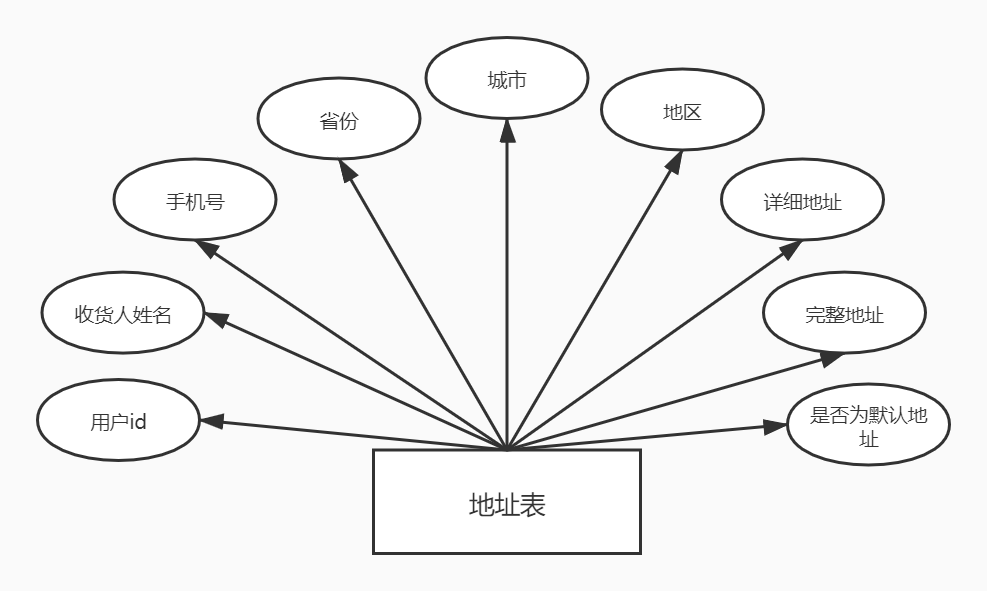 城市
地区
省份
手机号
详细地址
收货人姓名
完整地址
用户id
是否为默认地
址
地址表